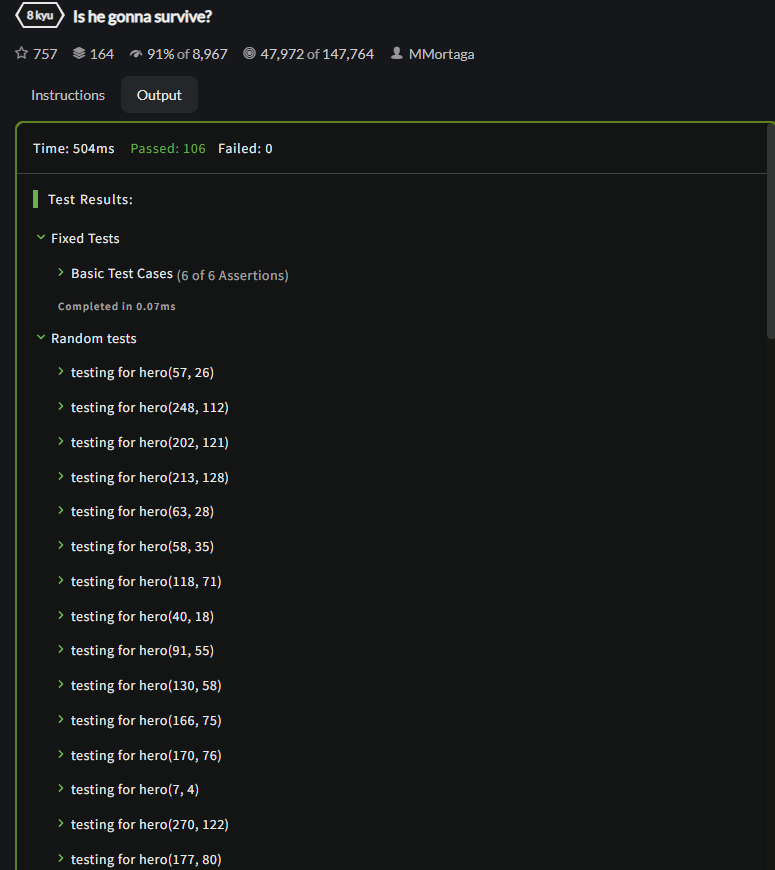 8 kyu Is he gonna survive?
757 164 91% of 8,967 47,972 of 147,764 MMortaga
Instructions Output
Time: 504ms Passed: 106 Failed: 0
Test Results:
Fixed Tests
Basic Test Cases (6 of 6 Assertions)
Completed in 0.07ms
Random tests
testing for hero(57, 26)
testing for hero(248, 112)
testing for hero(202, 121)
testing for hero(213, 128)
testing for hero(63, 28)
testing for hero(58, 35)
testing for hero(118, 71)
testing for hero(40, 18)
testing for hero(91, 55)
testing for hero(130, 58)
testing for hero(166, 75)
testing for hero(170, 76)
testing for hero(7, 4)
testing for hero(270, 122)
testing for hero(177, 80)